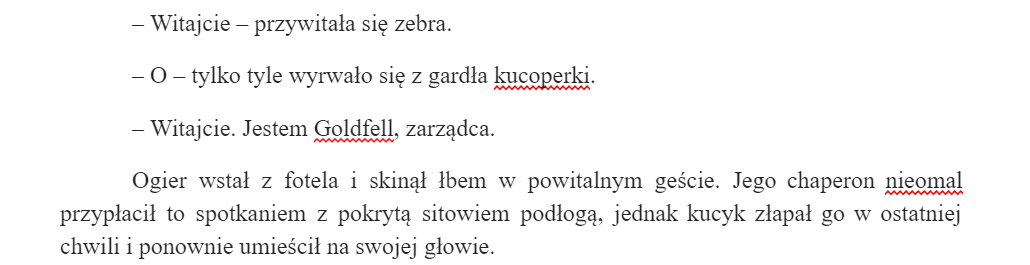 – Witajcie – przywitała się zebra.
– O – tylko tyle wyrwało się z gardła kucoperki.
– Witajcie. Jestem Goldfell, zarządca.
Ogier wstał z fotela i skinął łbem w powitalnym geście. Jego chaperon nieomal
przypłacił to spotkaniem z pokrytą sitowiem podłogą, jednak kucyk złapał go w ostatniej
chwili i ponownie umieścił na swojej głowie.